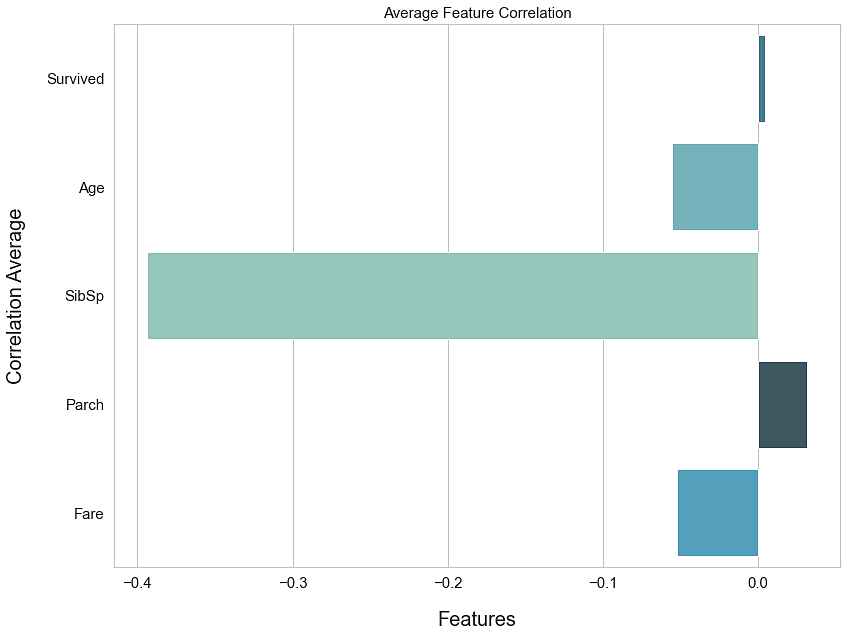 Average Feature Correlation
Survived
Age
SibSp
Parch
Fare
Correlation Average
−0.4
−0.3
−0.2
−0.1
0.0
Features